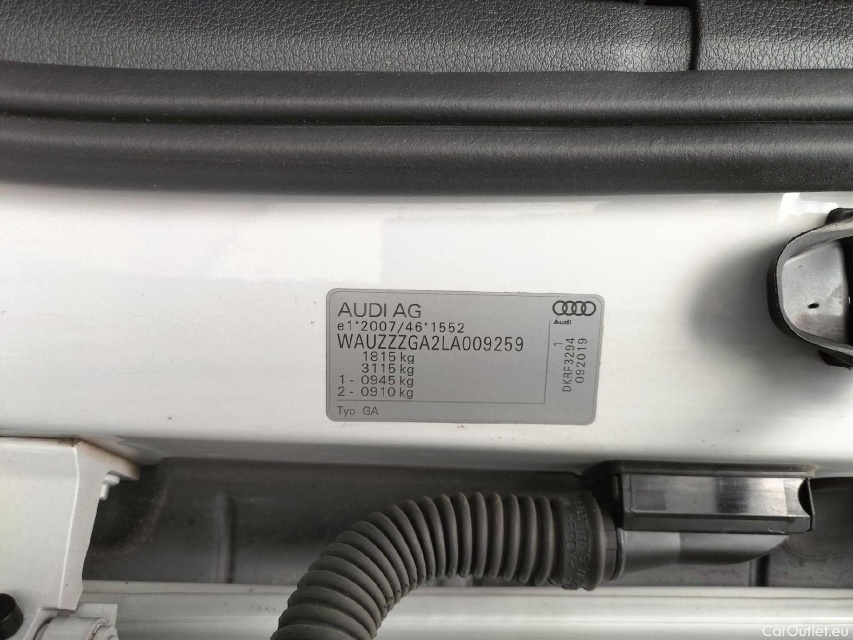 AUDI AG
Audi
e1*2007/46*1552
WAUZZZGA2LA009259
1815 kg
3115 kg
1 - 0945 kg
2 - 0910 kg
Typ GA
1
DKRF3294
092019
CarOutlet.eu